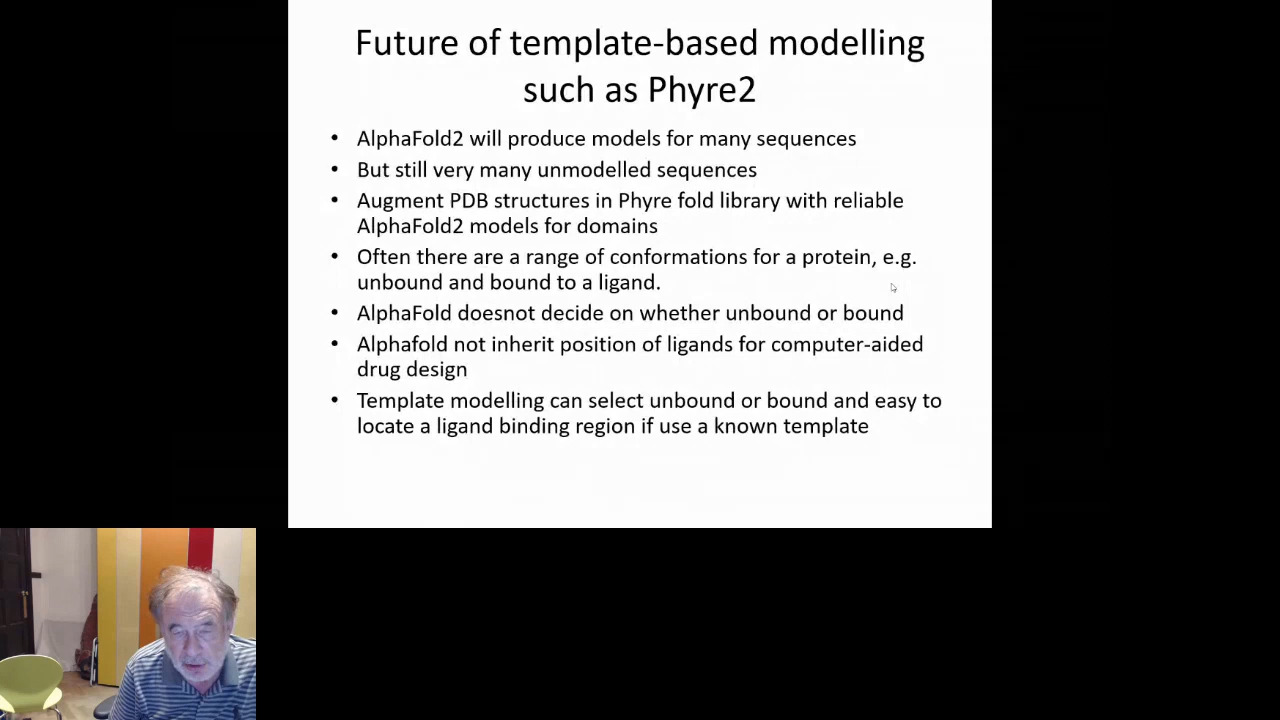 Future of template-based modelling
such as Phyre2
• AlphaFold2 will produce models for many sequences
• But still very many unmodelled sequences
• Augment PDB structures in Phyre fold library with reliable
AlphaFold2 models for domains
• Often there are a range of conformations for a protein, e.g.
unbound and bound to a ligand.
• AlphaFold doesnot decide on whether unbound or bound
• Alphafold not inherit position of ligands for computer-aided
drug design
• Template modelling can select unbound or bound and easy to
locate a ligand binding region if use a known template